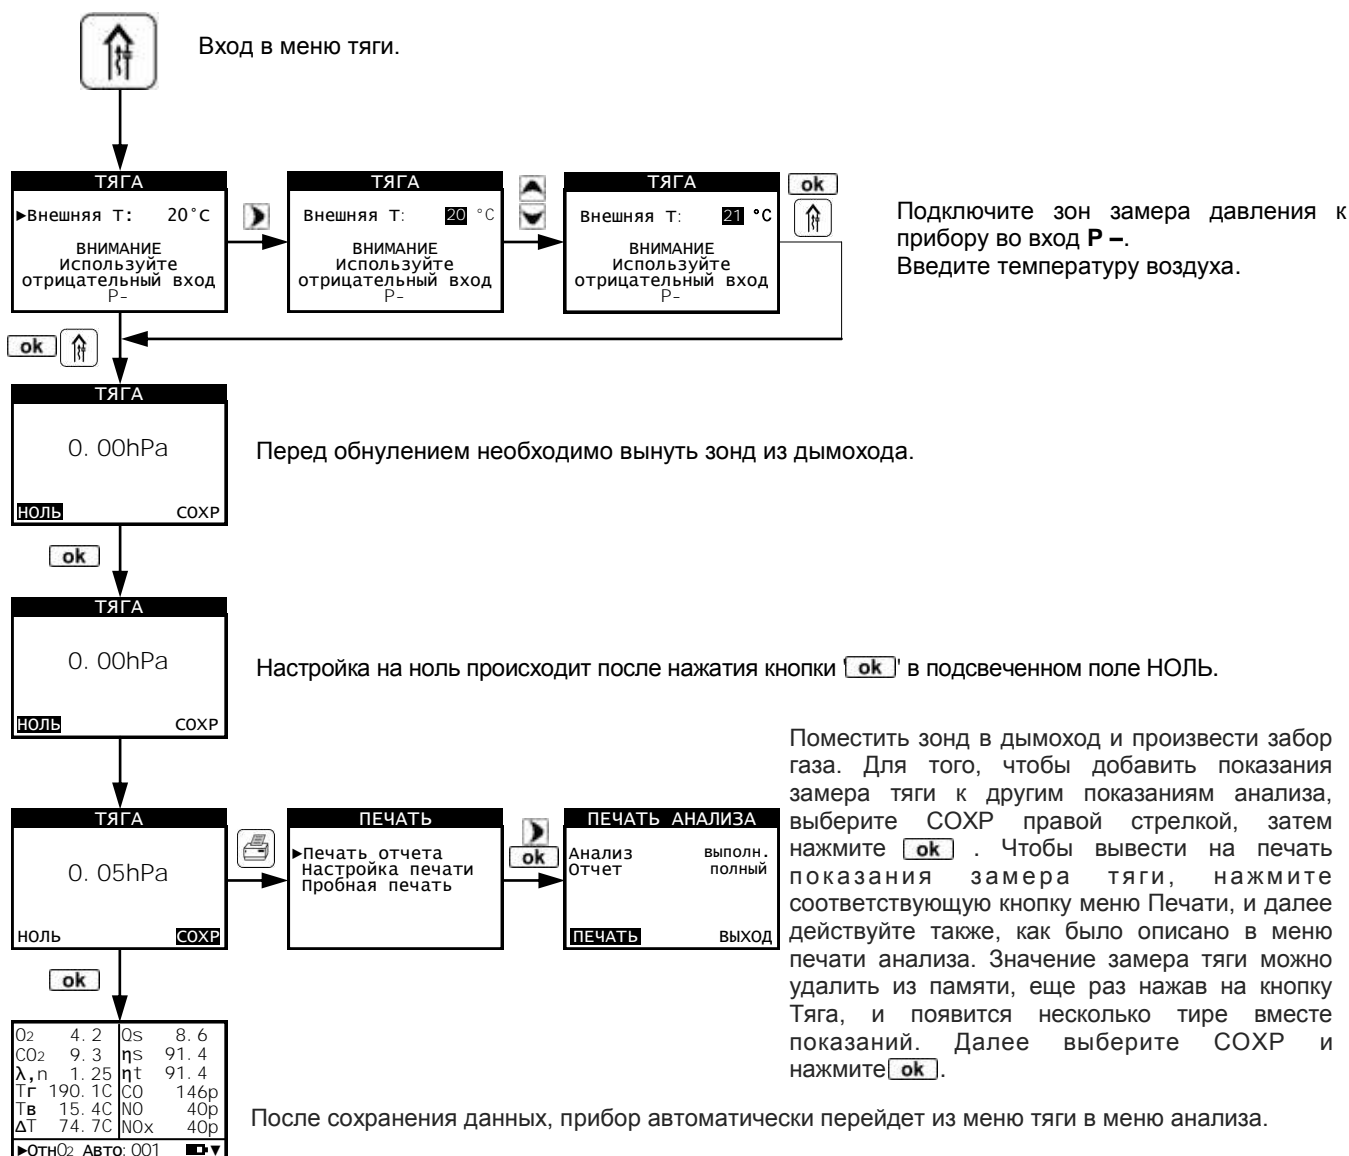 Вход в меню тяги.
ТЯГА
►Внешняя Т: 20°C
ВНИМАНИЕ
Используйте
отрицательный вход
P-
ТЯГА
Внешняя Т: 20 °C
ВНИМАНИЕ
Используйте
отрицательный вход
P-
ТЯГА
Внешняя Т: 21 °C
ВНИМАНИЕ
Используйте
отрицательный вход
P-
ok
Подключите зон замера давления к
прибору во вход P –.
Введите температуру воздуха.
ok
ТЯГА
0.00hPa
НОЛЬ СОХР
Перед обнулением необходимо вынуть зонд из дымохода.
ok
ТЯГА
0.00hPa
НОЛЬ СОХР
Настройка на ноль происходит после нажатия кнопки 'ok' в подсвеченном поле НОЛЬ.
ТЯГА
0.05hPa
НОЛЬ СОХР
ПЕЧАТЬ
►Печать отчета
Настройка печати
Пробная печать
ok
ПЕЧАТЬ АНАЛИЗА
Анализ выполн.
Отчет полный
ПЕЧАТЬ ВЫХОД
Поместить зонд в дымоход и произвести забор
газа. Для того, чтобы добавить показания
замера тяги к другим показаниям анализа,
выберите СОХР правой стрелкой, затем
нажмите ok . Чтобы вывести на печать
показания замера тяги, нажмите
соответствующую кнопку меню Печати, и далее
действуйте также, как было описано в меню
печати анализа. Значение замера тяги можно
удалить из памяти, еще раз нажав на кнопку
Тяга, и появится несколько тире вместо
показаний. Далее выберите СОХР и
нажмите ok .
ok
O2 4.2 Qs 8.6
CO2 9.3 ηs 91.4
λ,n 1.25 ηt 91.4
Tг 190.1C CO 146p
Tв 15.4C NO 40p
ΔT 74.7C NOx 40p
►ОтнO2 Авто:001 ▼
После сохранения данных, прибор автоматически перейдет из меню тяги в меню анализа.